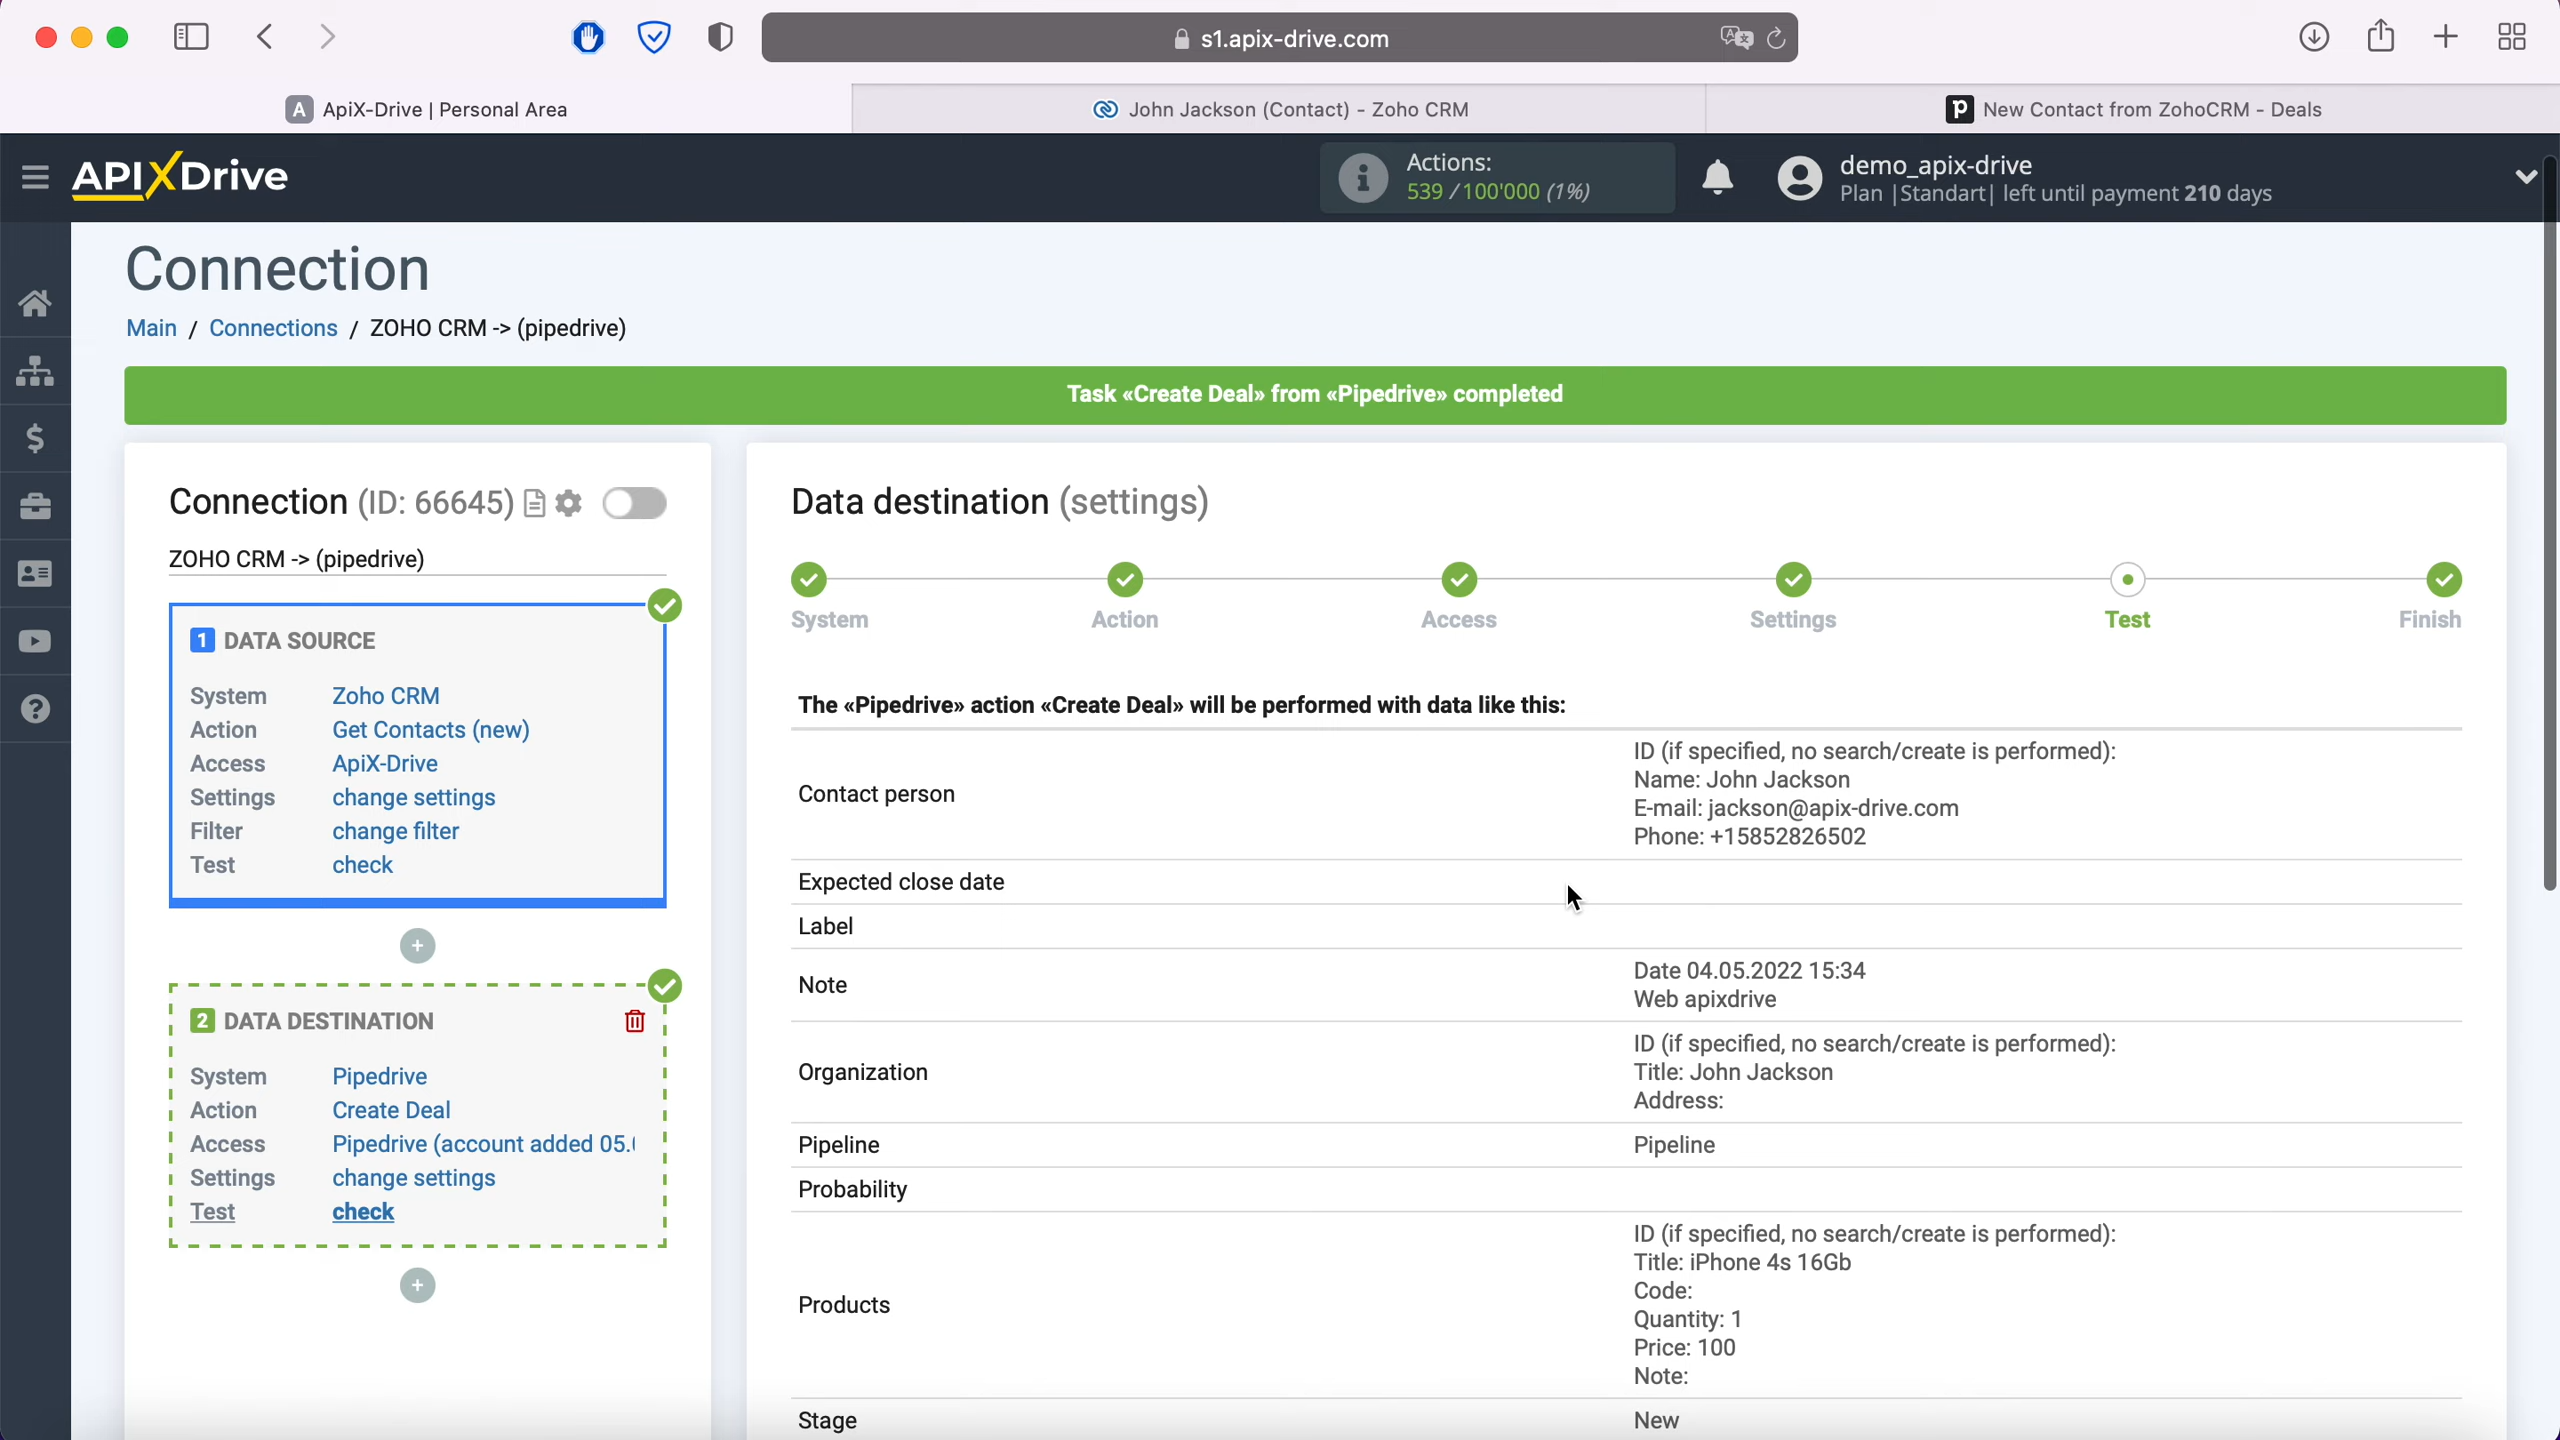 s1.apix-drive.com
A ApiX-Drive | Personal Area
John Jackson (Contact) - Zoho CRM
p New Contact from ZohoCRM - Deals
APIXDrive
Actions:
539 / 100'000 (1%)
demo_apix-drive
Plan |Standart| left until payment 210 days
Connection
Main / Connections / ZOHO CRM -> (pipedrive)
Task «Create Deal» from «Pipedrive» completed
Connection (ID: 66645)
ZOHO CRM -> (pipedrive)
1 DATA SOURCE
System Zoho CRM
Action Get Contacts (new)
Access ApiX-Drive
Settings change settings
Filter change filter
Test check
2 DATA DESTINATION
System Pipedrive
Action Create Deal
Access Pipedrive (account added 05.
Settings change settings
Test check
Data destination (settings)
System
Action
Access
Settings
Test
Finish
The «Pipedrive» action «Create Deal» will be performed with data like this:
Contact person
ID (if specified, no search/create is performed):
Name: John Jackson
E-mail: jackson@apix-drive.com
Phone: +15852826502
Expected close date
Label
Note
Date 04.05.2022 15:34
Web apixdrive
Organization
ID (if specified, no search/create is performed):
Title: John Jackson
Address:
Pipeline Pipeline
Probability
Products
ID (if specified, no search/create is performed):
Title: iPhone 4s 16Gb
Code:
Quantity: 1
Price: 100
Note:
Stage New